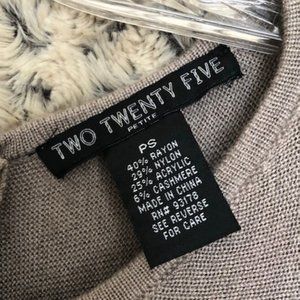 TWO TWENTY FIVE
PETITE
PS
40% RAYON
29% NYLON
25% ACRYLIC
6% CASHMERE
MADE IN CHINA
RN# 93178
SEE REVERSE
FOR CARE